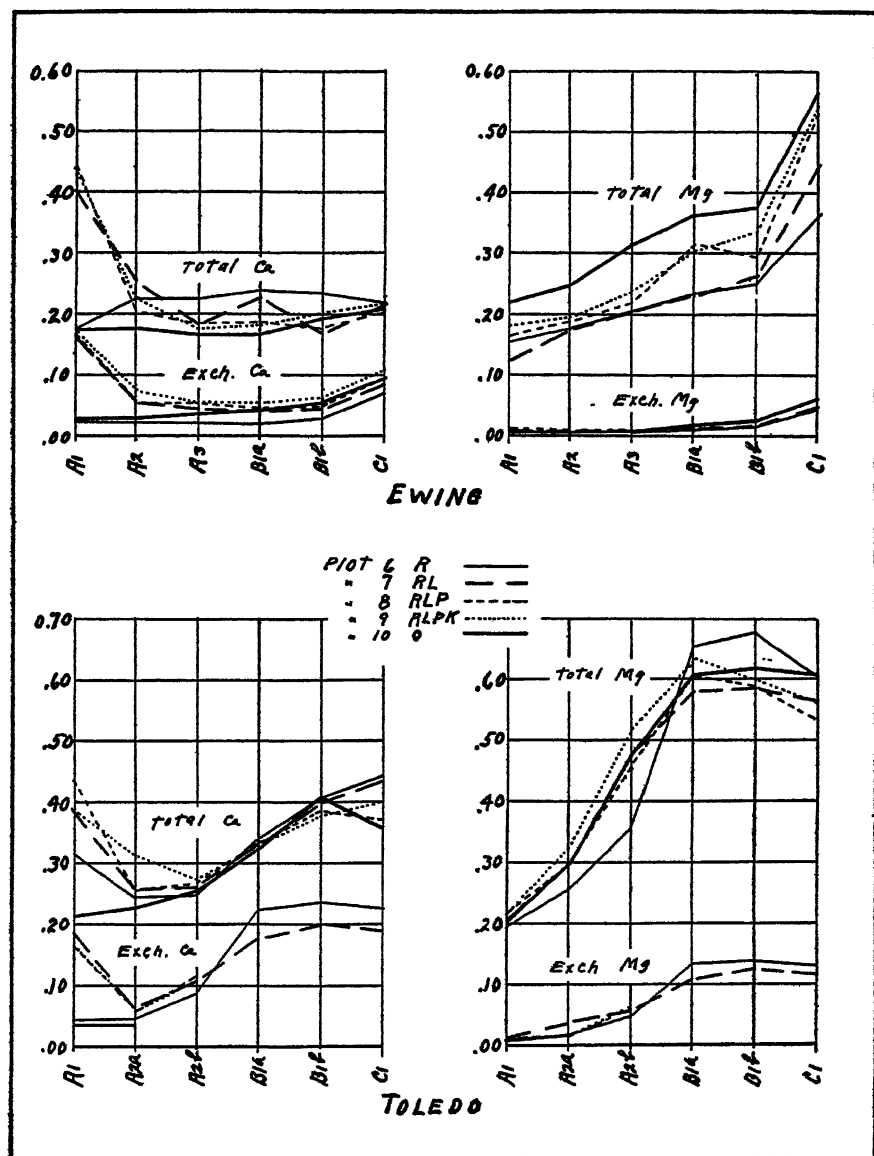 0.60
.50
.40
.30
.20
.10
.00
Total Ca
Exch. Ca
A1 A2 A3 B1a B1b C1
0.60
.50
.40
.30
.20
.10
.00
Total Mg
Exch. Mg
A1 A2 A3 B1a B1b C1
EWING
PLOT 6 R
" 7 RL
" 8 RLP
" 9 RLPK
" 10 O
0.70
.60
.50
.40
.30
.20
.10
.00
Total Ca
Exch. Ca
A1 A2a A2b B1a B1b C1
.60
.50
.40
.30
.20
.10
.00
Total Mg
Exch Mg
A1 A2a A2b B1a B1b C1
TOLEDO